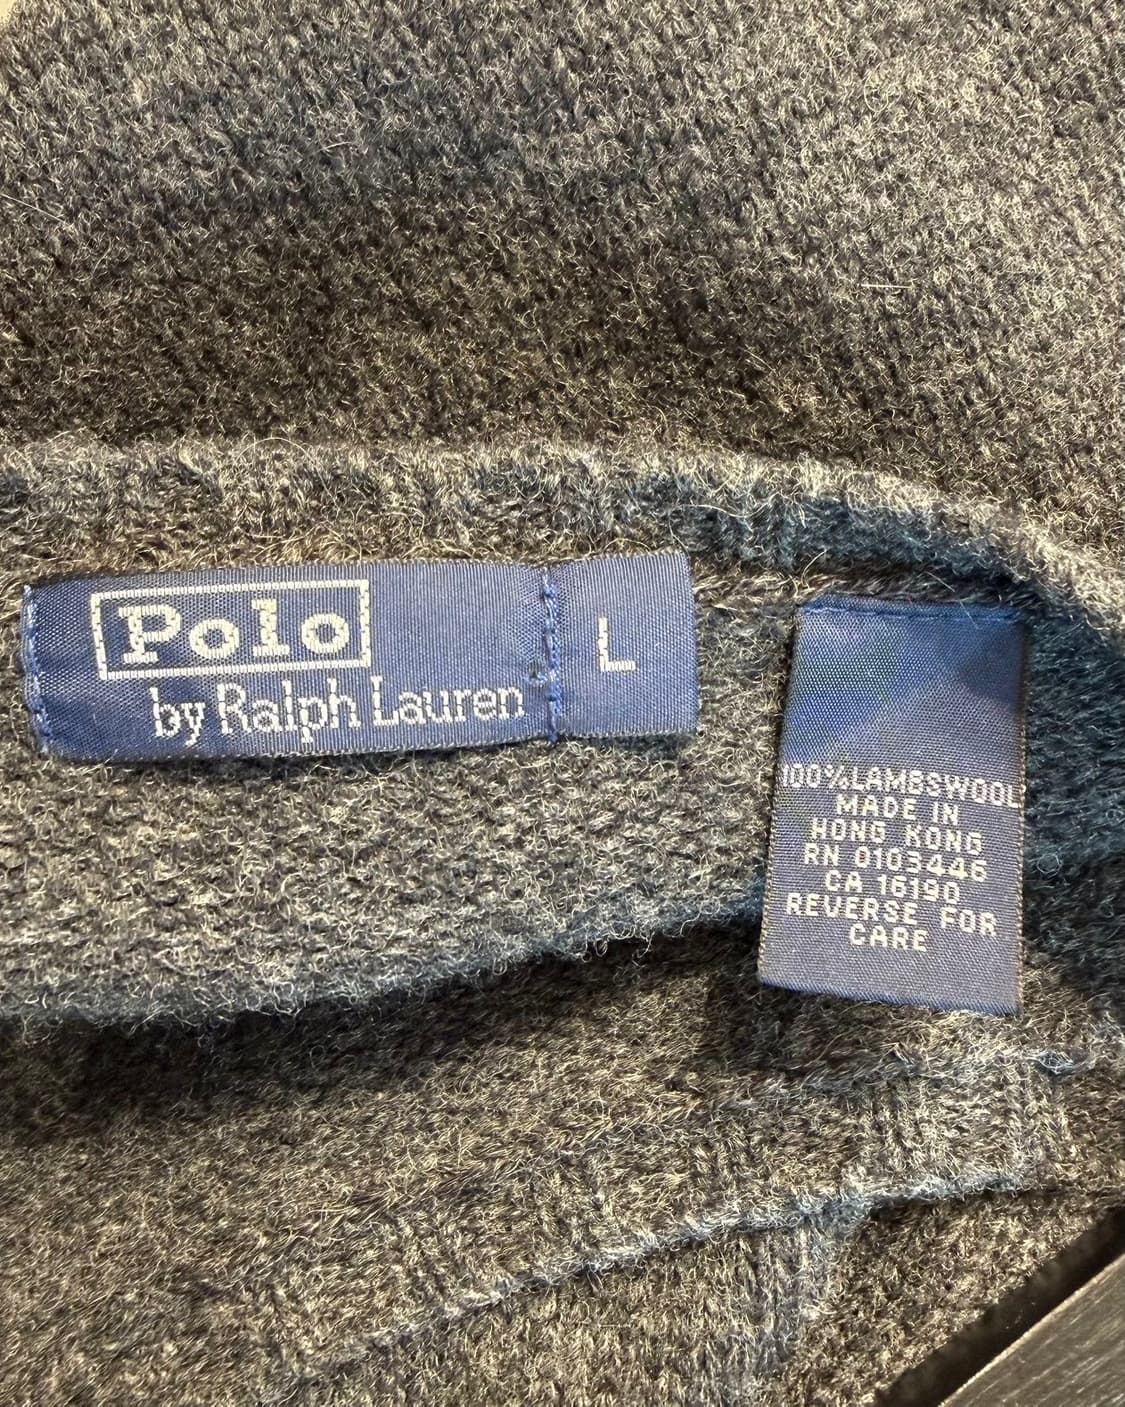 Polo
by Ralph Lauren
L
100%LAMBSWOOL
MADE IN
HONG KONG
RN 0103446
CA 16190
REVERSE FOR
CARE